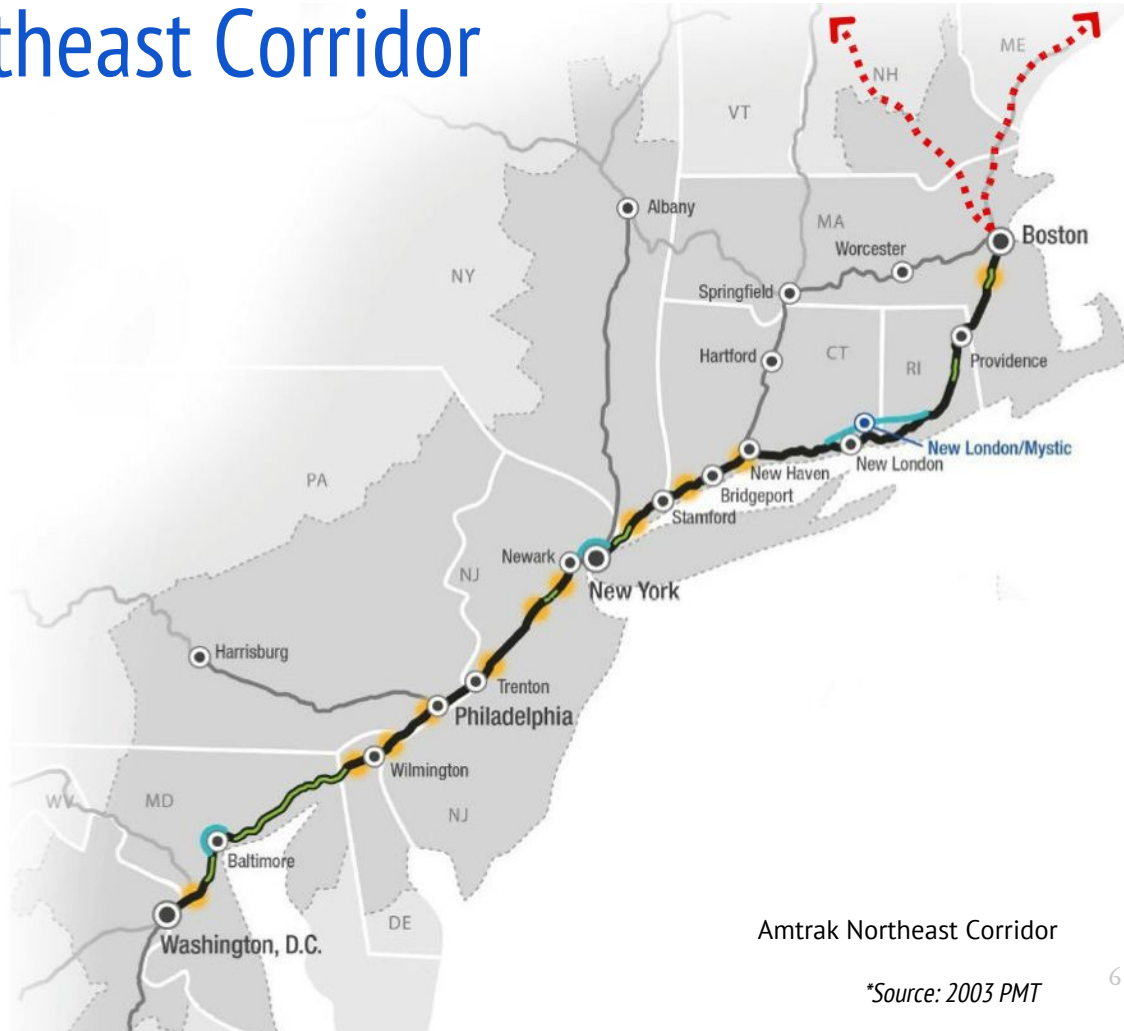 theast Corridor
ME
NH
VT
Albany
MA
Boston
Worcester
NY
Springfield
Hartford
CT
RI
Providence
New London/Mystic
New London
New Haven
PA
Bridgeport
Stamford
Newark
NJ
New York
Harrisburg
Trenton
Philadelphia
Wilmington
WV
MD
NJ
Baltimore
DE
Washington, D.C.
Amtrak Northeast Corridor
*Source: 2003 PMT
6